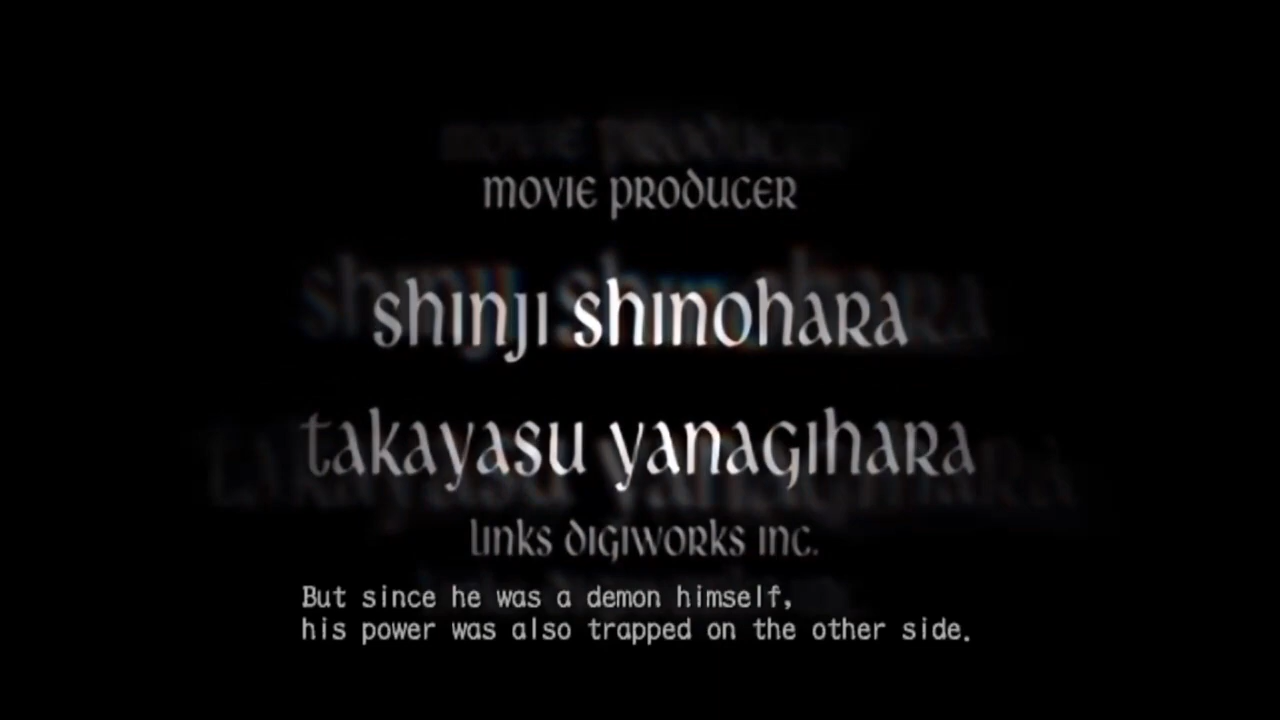 movie producer
shinji shinohara
takayasu yanagihara
links digiworks inc.
But since he was a demon himself,
his power was also trapped on the other side.